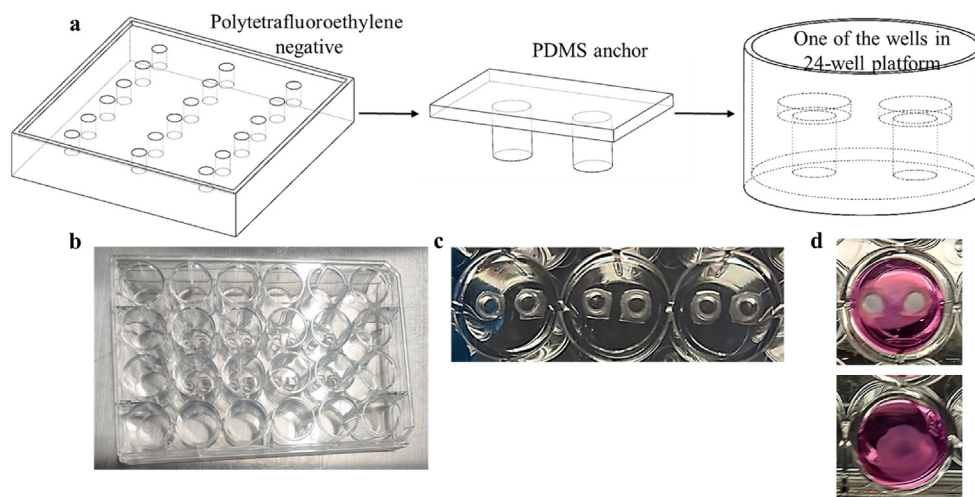 a
Polytetrafluoroethylene
negative
PDMS anchor
One of the wells in
24-well platform
b
c
d